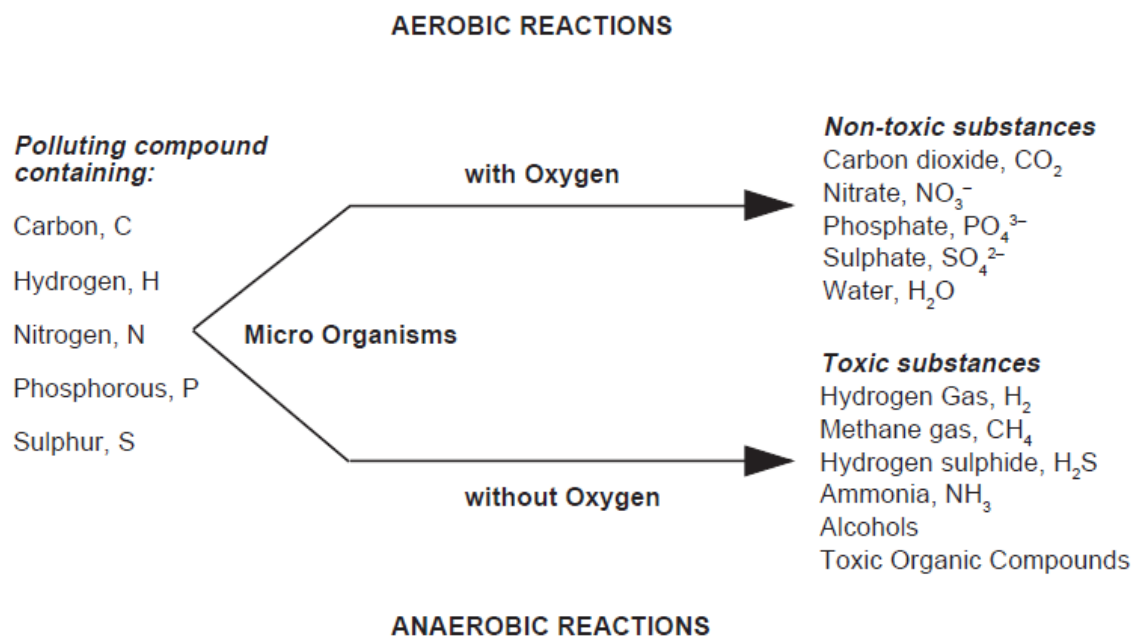 AEROBIC REACTIONS
Polluting compound
containing:
Carbon, C
Hydrogen, H
Nitrogen, N
Phosphorous, P
Sulphur, S
with Oxygen
Micro Organisms
without Oxygen
Non-toxic substances
Carbon dioxide, CO₂
Nitrate, NO₃⁻
Phosphate, PO₄³⁻
Sulphate, SO₄²⁻
Water, H₂O
Toxic substances
Hydrogen Gas, H₂
Methane gas, CH₄
Hydrogen sulphide, H₂S
Ammonia, NH₃
Alcohols
Toxic Organic Compounds
ANAEROBIC REACTIONS